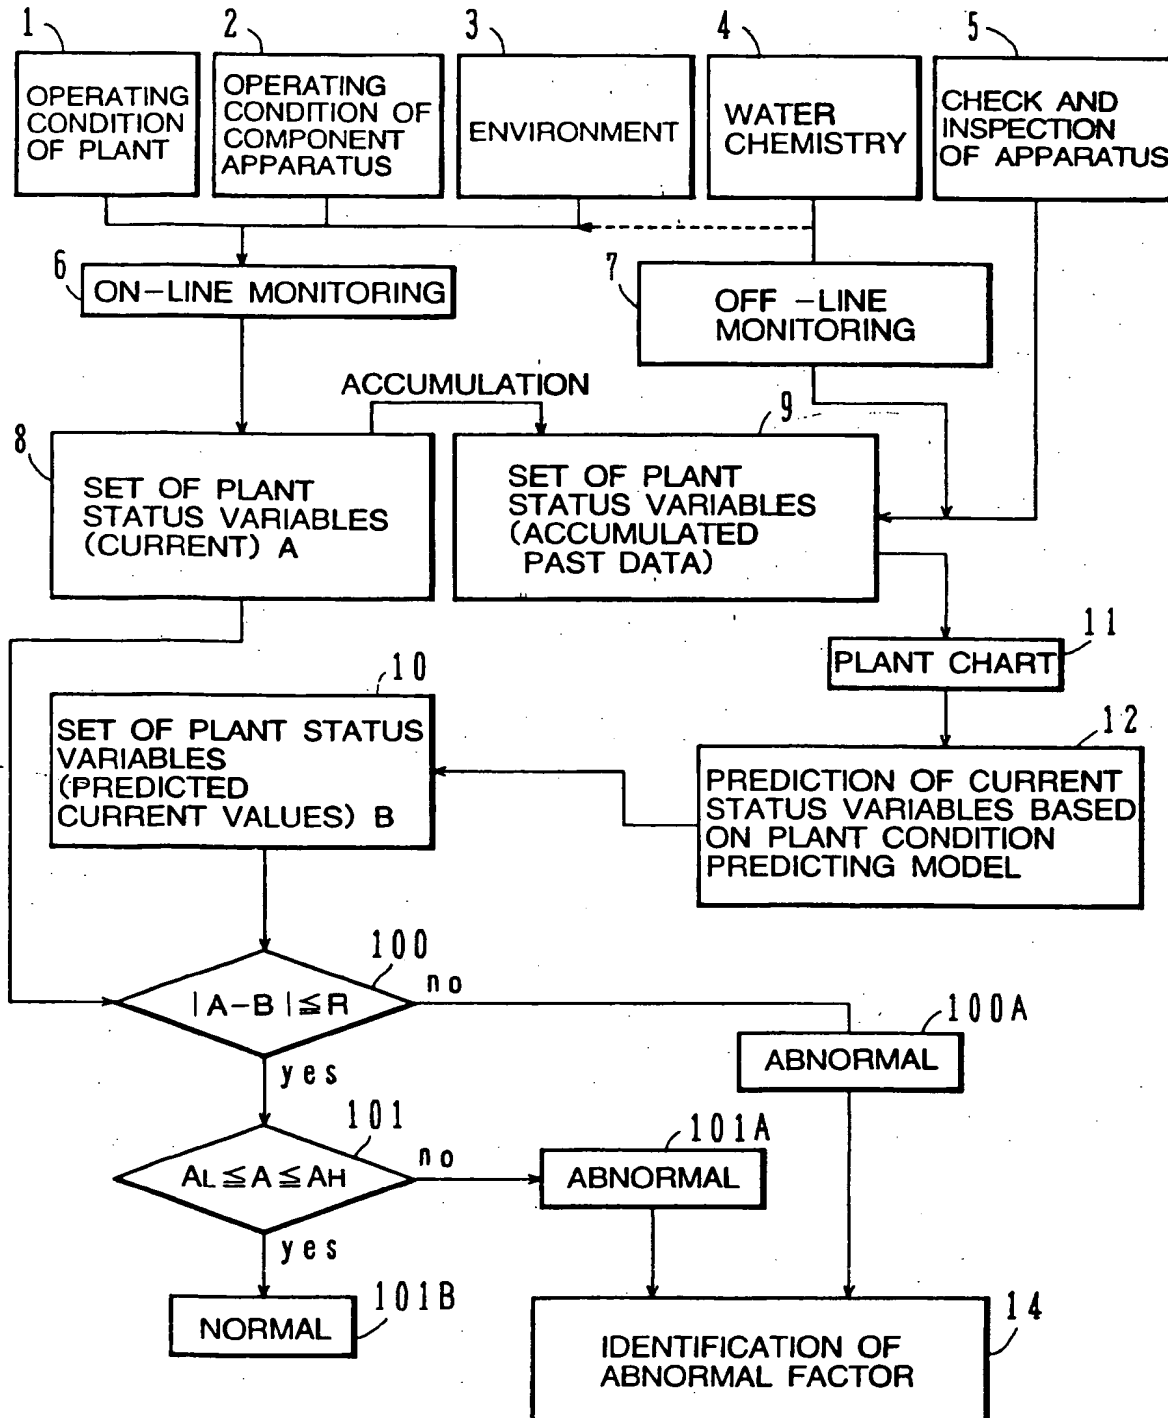 1
2
3
4
5
OPERATING
CONDITION
OF PLANT
OPERATING
CONDITION OF
COMPONENT
APPARATUS
ENVIRONMENT
WATER
CHEMISTRY
CHECK AND
INSPECTION
OF APPARATUS
6
ON-LINE MONITORING
7
OFF -LINE
MONITORING
ACCUMULATION
8
SET OF PLANT
STATUS VARIABLES
(CURRENT) A
9
SET OF PLANT
STATUS VARIABLES
(ACCUMULATED
PAST DATA)
11
PLANT CHART
10
SET OF PLANT STATUS
VARIABLES
(PREDICTED
CURRENT VALUES) B
12
PREDICTION OF CURRENT
STATUS VARIABLES BASED
ON PLANT CONDITION
PREDICTING MODEL
100
|A-B|≦R
no
yes
100A
ABNORMAL
101
AL≦A≦AH
no
yes
101A
ABNORMAL
101B
NORMAL
14
IDENTIFICATION OF
ABNORMAL FACTOR